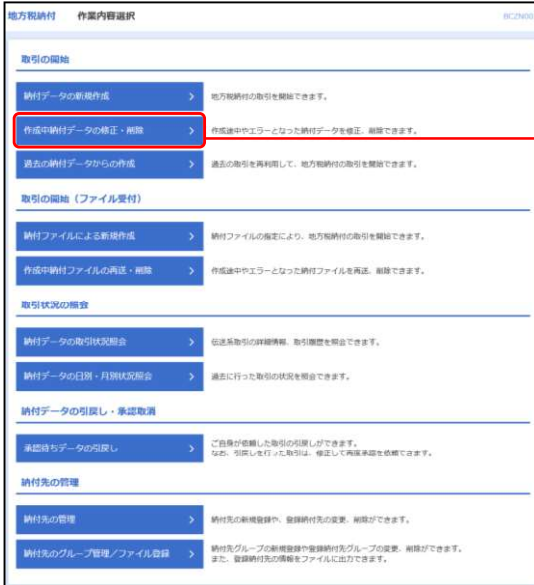 地方税納付 作業内容選択 BCZN00
取引の開始
納付データの新規作成 地方税納付の取引を開始できます。
作成中納付データの修正・削除 作成途中やエラーとなった納付データを修正、削除できます。
過去の納付データからの作成 過去の取引を再利用して、地方税納付の取引を開始できます。
取引の開始（ファイル受付）
納付ファイルによる新規作成 納付ファイルの指定により、地方税納付の取引を開始できます。
作成中納付ファイルの再送・削除 作成途中やエラーとなった納付ファイルを再送、削除できます。
取引状況の照会
納付データの取引状況照会 伝送系取引の詳細情報、取引履歴を照会できます。
納付データの日別・月別状況照会 過去に行った取引の状況を照会できます。
納付データの引戻し・承認取消
承認待ちデータの引戻し ご自身が依頼した取引の引戻しができます。
なお、引戻しを行った取引は、修正して再度承認を依頼できます。
納付先の管理
納付先の管理 納付先の新規登録や、登録納付先の変更、削除ができます。
納付先のグループ管理／ファイル登録 納付先グループの新規登録や登録納付先グループの変更、削除ができます。
また、登録納付先の情報をファイルに出力できます。